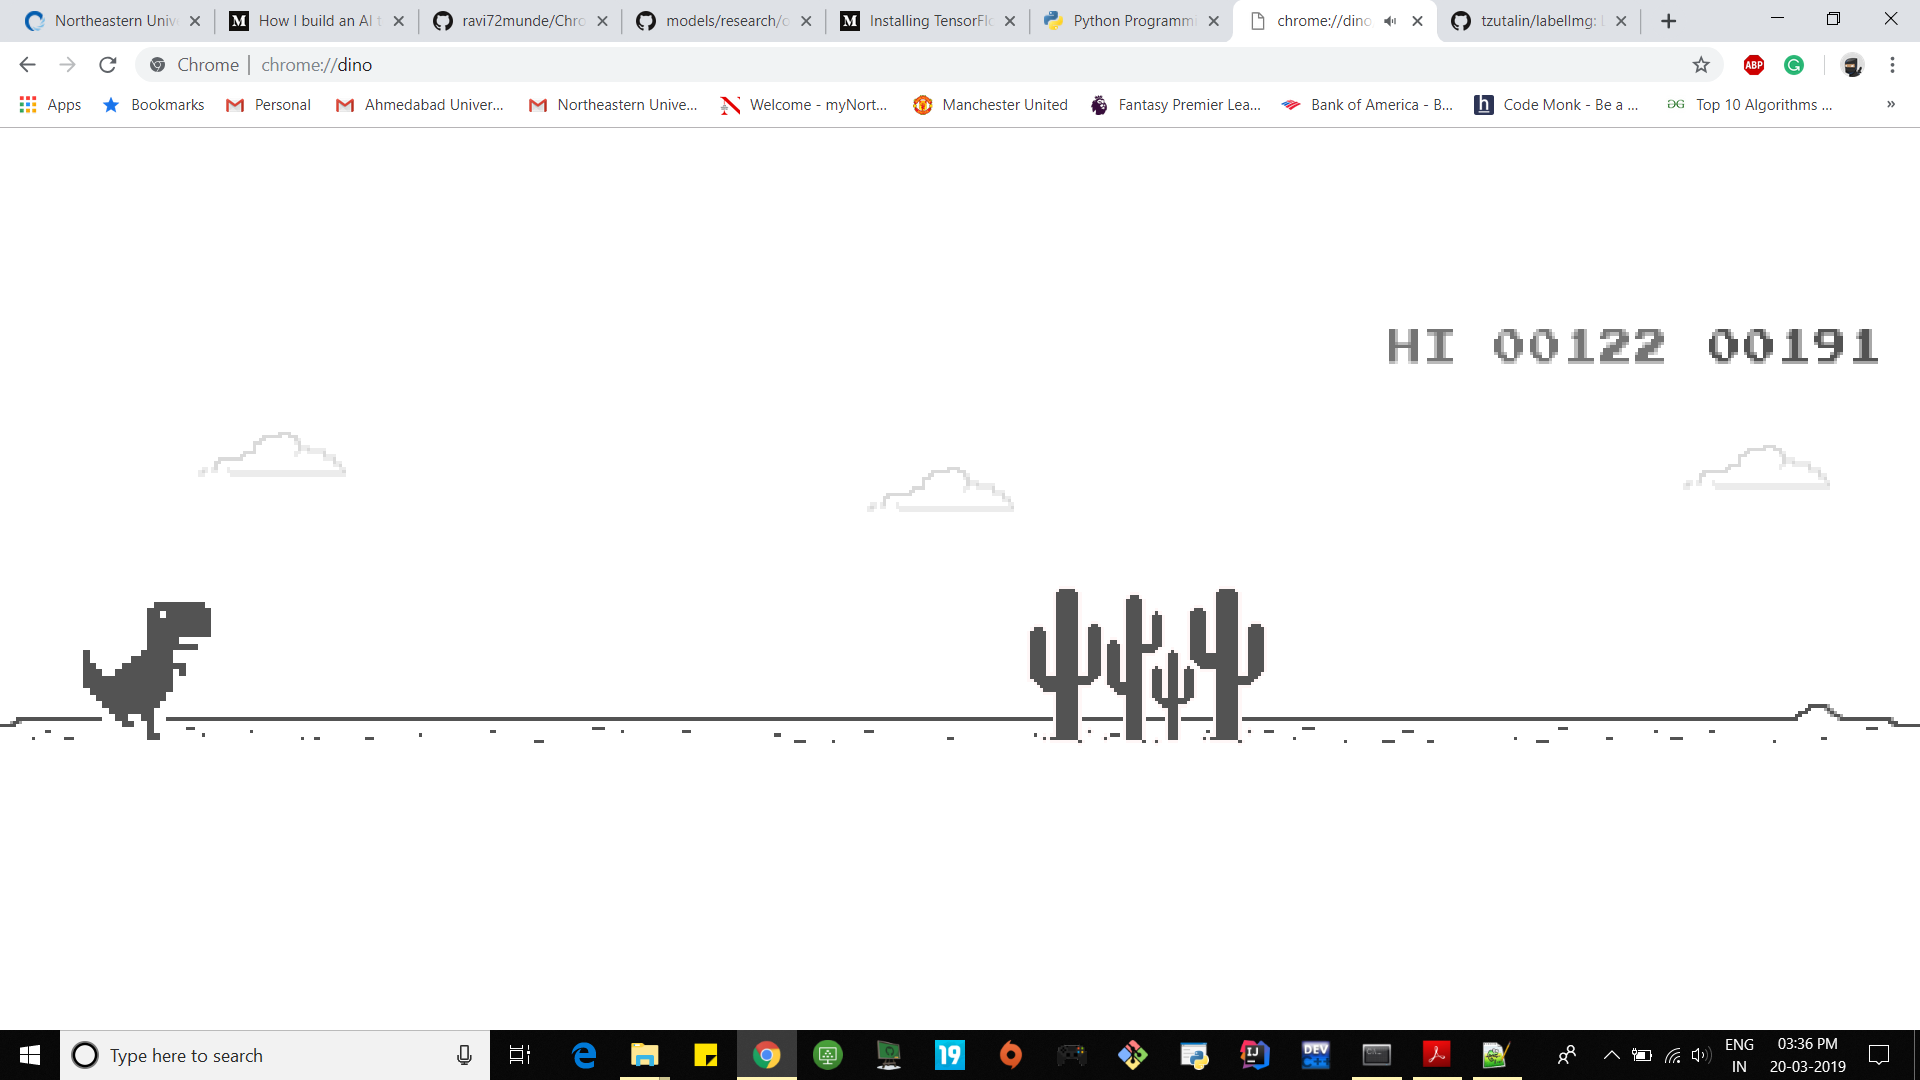 Northeastern Univ
How I build an AI t
ravi72munde/Chro
models/research/o
Installing TensorFlo
Python Programmi
chrome://dino
tzutalin/labelImg:
Chrome | chrome://dino
ABP
G
Apps
Bookmarks
Personal
Ahmedabad Univer...
Northeastern Unive...
Welcome - myNort...
Manchester United
Fantasy Premier Lea...
Bank of America - B...
Code Monk - Be a ...
Top 10 Algorithms ...
»
HI 00122 00191
Type here to search
19
IJ
DEV
ENG
IN
03:36 PM
20-03-2019